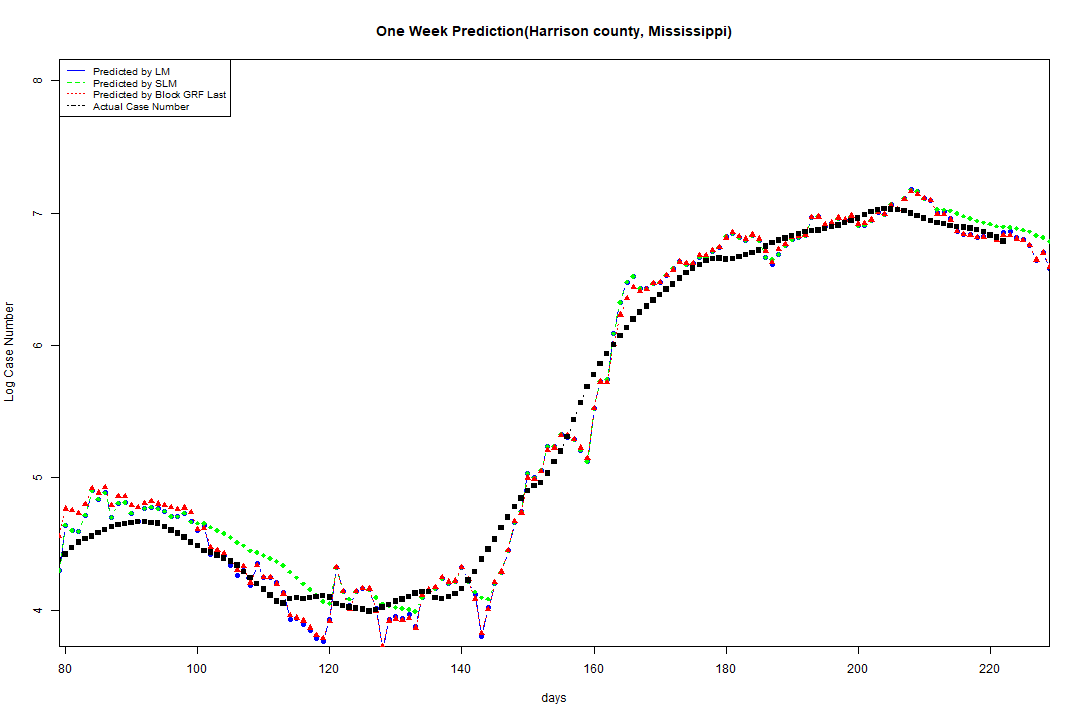 One Week Prediction(Harrison county, Mississippi)
Predicted by LM
Predicted by SLM
Predicted by Block GRF Last
Actual Case Number
8
7
6
5
4
Log Case Number
80 100 120 140 160 180 200 220
days